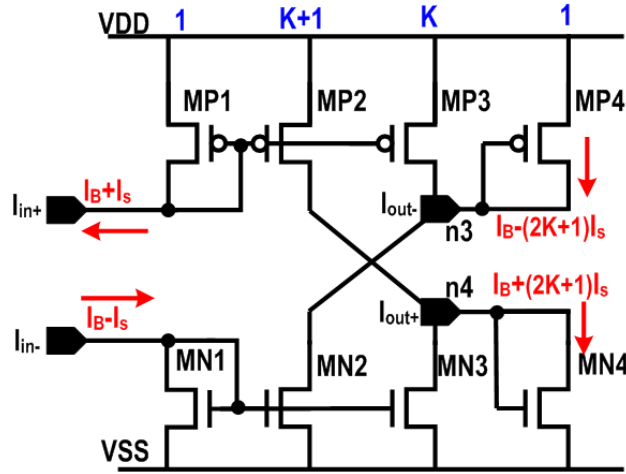 VDD 1 K+1 K 1
MP1 MP2 MP3 MP4
Iin+ IB+Is Iout- n3 IB-(2K+1)Is
Iin- IB-Is Iout+ n4 IB+(2K+1)Is
MN1 MN2 MN3 MN4
VSS